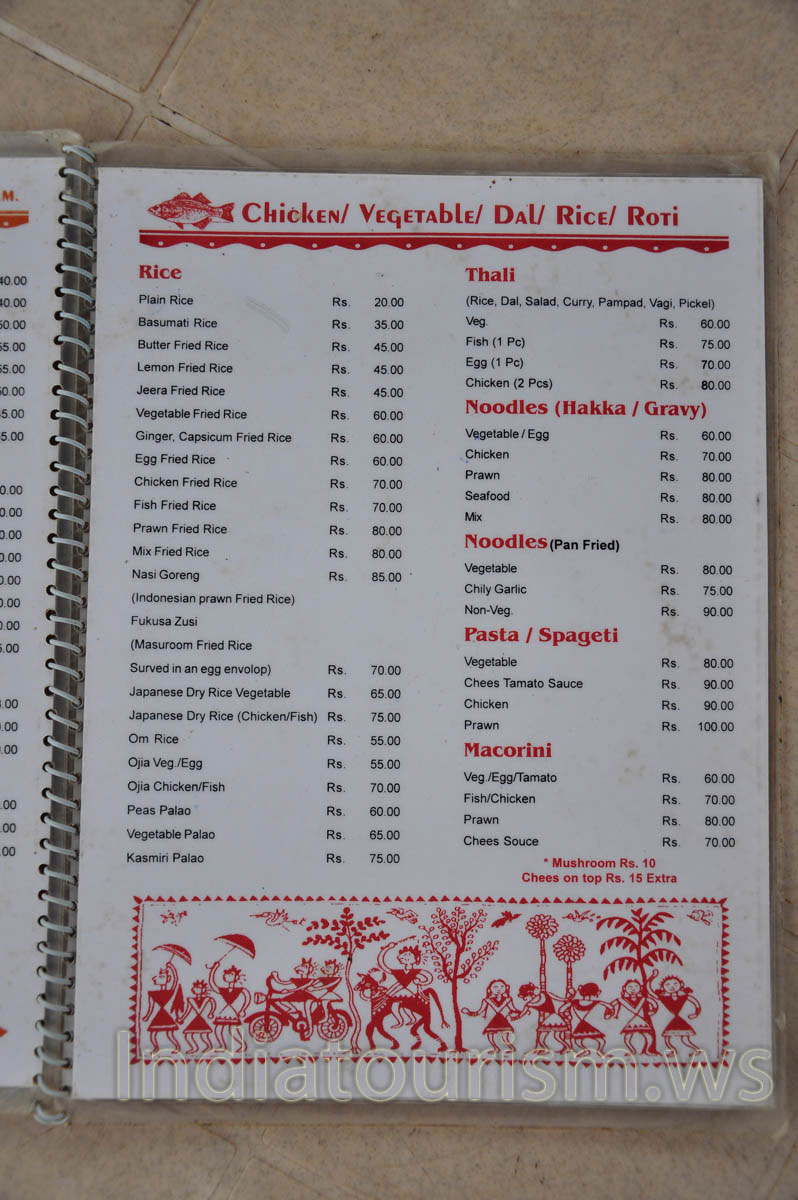 Chicken/ Vegetable/ Dal/ Rice/ Roti
Rice
Plain Rice Rs. 20.00
Basumati Rice Rs. 35.00
Butter Fried Rice Rs. 45.00
Lemon Fried Rice Rs. 45.00
Jeera Fried Rice Rs. 45.00
Vegetable Fried Rice Rs. 60.00
Ginger, Capsicum Fried Rice Rs. 60.00
Egg Fried Rice Rs. 60.00
Chicken Fried Rice Rs. 70.00
Fish Fried Rice Rs. 70.00
Prawn Fried Rice Rs. 80.00
Mix Fried Rice Rs. 80.00
Nasi Goreng Rs. 85.00
(Indonesian prawn Fried Rice)
Fukusa Zusi
(Masuroom Fried Rice
Surved in an egg envolop) Rs. 70.00
Japanese Dry Rice Vegetable Rs. 65.00
Japanese Dry Rice (Chicken/Fish) Rs. 75.00
Om Rice Rs. 55.00
Ojia Veg./Egg Rs. 55.00
Ojia Chicken/Fish Rs. 70.00
Peas Palao Rs. 60.00
Vegetable Palao Rs. 65.00
Kasmiri Palao Rs. 75.00
Thali
(Rice, Dal, Salad, Curry, Pampad, Vagi, Pickel)
Veg. Rs. 60.00
Fish (1 Pc) Rs. 75.00
Egg (1 Pc) Rs. 70.00
Chicken (2 Pcs) Rs. 80.00
Noodles (Hakka / Gravy)
Vegetable / Egg Rs. 60.00
Chicken Rs. 70.00
Prawn Rs. 80.00
Seafood Rs. 80.00
Mix Rs. 80.00
Noodles (Pan Fried)
Vegetable Rs. 80.00
Chily Garlic Rs. 75.00
Non-Veg. Rs. 90.00
Pasta / Spageti
Vegetable Rs. 80.00
Chees Tamato Sauce Rs. 90.00
Chicken Rs. 90.00
Prawn Rs. 100.00
Macorini
Veg./Egg/Tamato Rs. 60.00
Fish/Chicken Rs. 70.00
Prawn Rs. 80.00
Chees Souce Rs. 70.00
* Mushroom Rs. 10
Chees on top Rs. 15 Extra
Indiatourism.ws